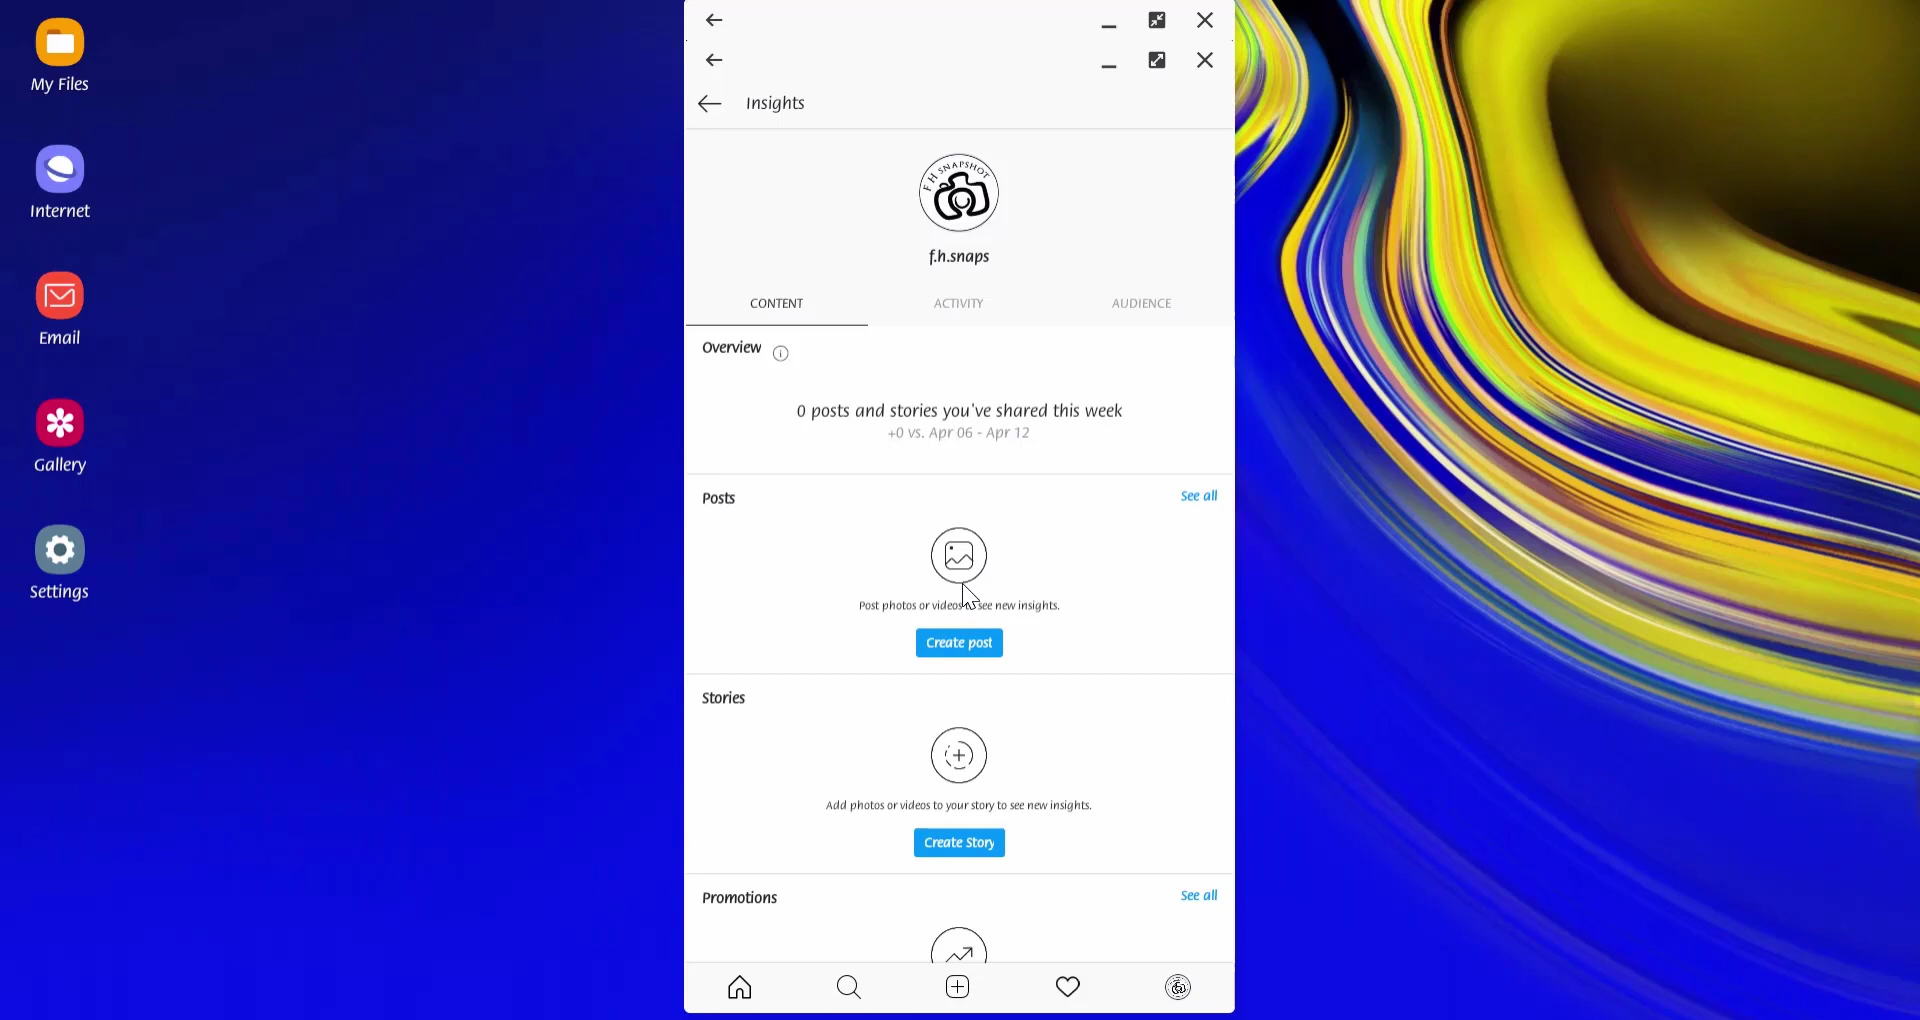 My Files
Internet
Email
Gallery
Settings
Insights
F H SNAPSHOT
f.h.snaps
CONTENT ACTIVITY AUDIENCE
Overview
0 posts and stories you've shared this week
+0 vs. Apr 06 - Apr 12
Posts See all
Post photos or videos see new insights.
Create post
Stories
Add photos or videos to your story to see new insights.
Create Story
Promotions See all